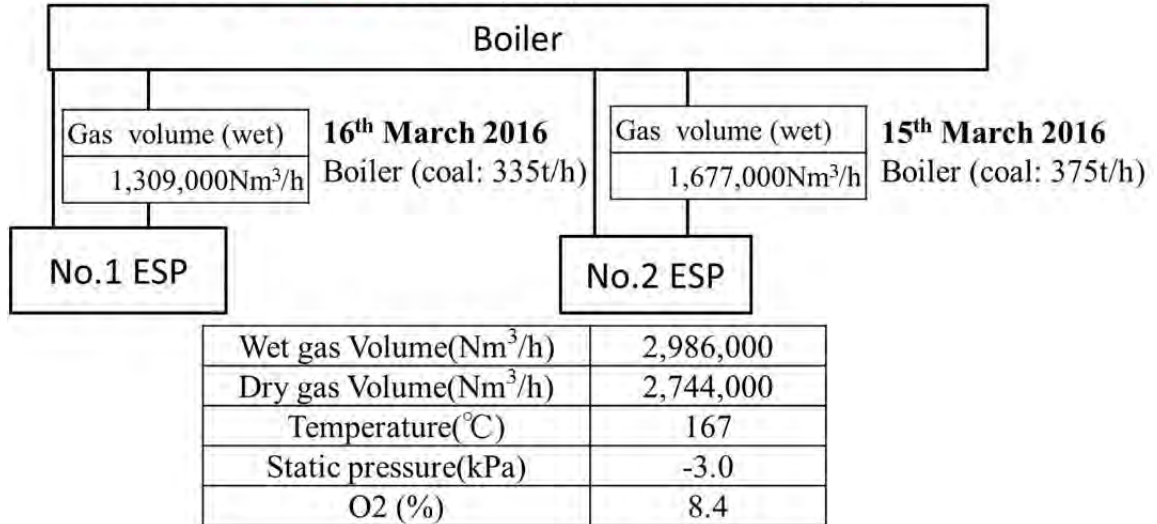 Boiler
Gas volume (wet)
1,309,000Nm³/h
16th March 2016
Boiler (coal: 335t/h)
Gas volume (wet)
1,677,000Nm³/h
15th March 2016
Boiler (coal: 375t/h)
No.1 ESP
No.2 ESP
Wet gas Volume(Nm³/h) 2,986,000
Dry gas Volume(Nm³/h) 2,744,000
Temperature(℃) 167
Static pressure(kPa) -3.0
O2 (%) 8.4